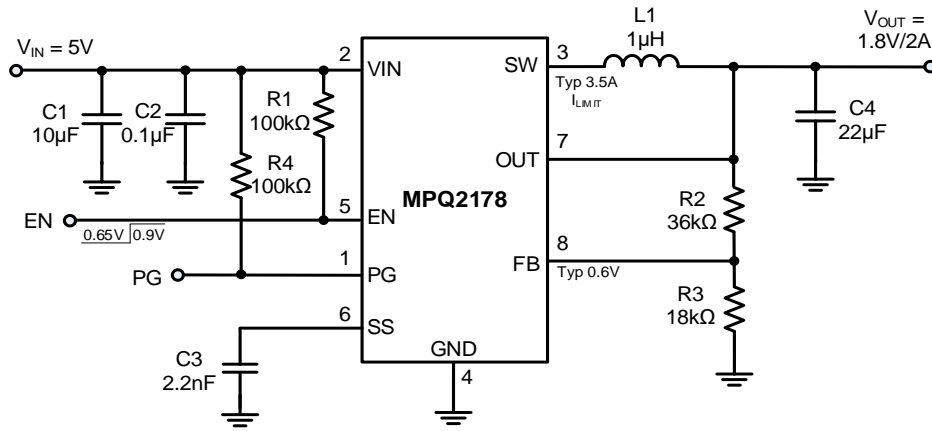 V_IN = 5V
C1
10µF
C2
0.1µF
R1
100kΩ
R4
100kΩ
EN
0.65V 0.9V
PG
C3
2.2nF
2
VIN
5
EN
1
PG
6
SS
MPQ2178
GND
4
SW
3
Typ 3.5A
I_LIMIT
OUT
7
FB
8
Typ 0.6V
L1
1µH
R2
36kΩ
R3
18kΩ
C4
22µF
V_OUT =
1.8V/2A